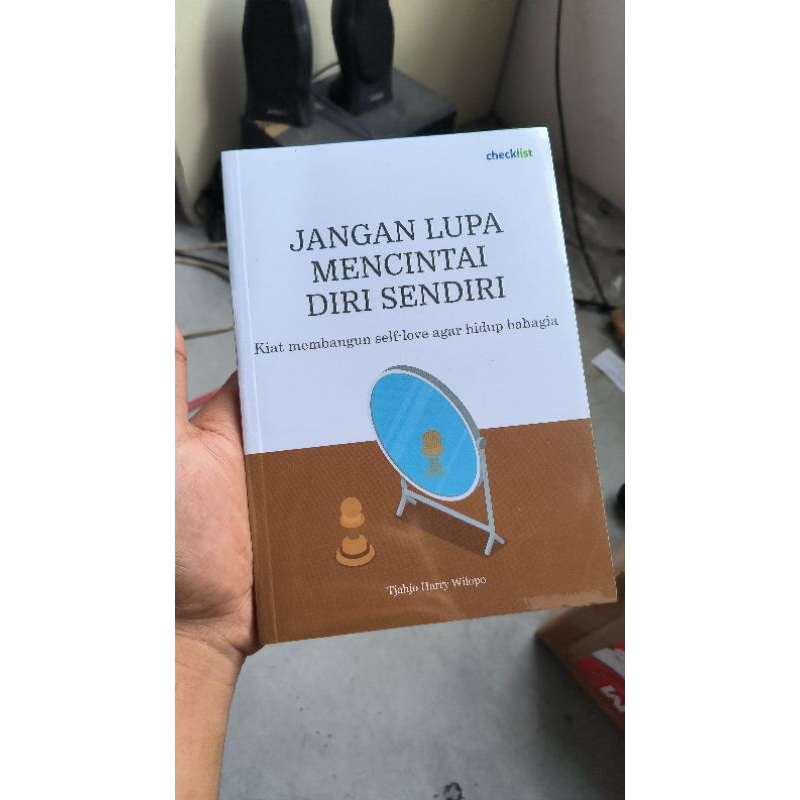 checklist
JANGAN LUPA
MENCINTAI
DIRI SENDIRI
Kiat membangun self-love agar hidup bahagia
Tjahjo Harry Wilopo